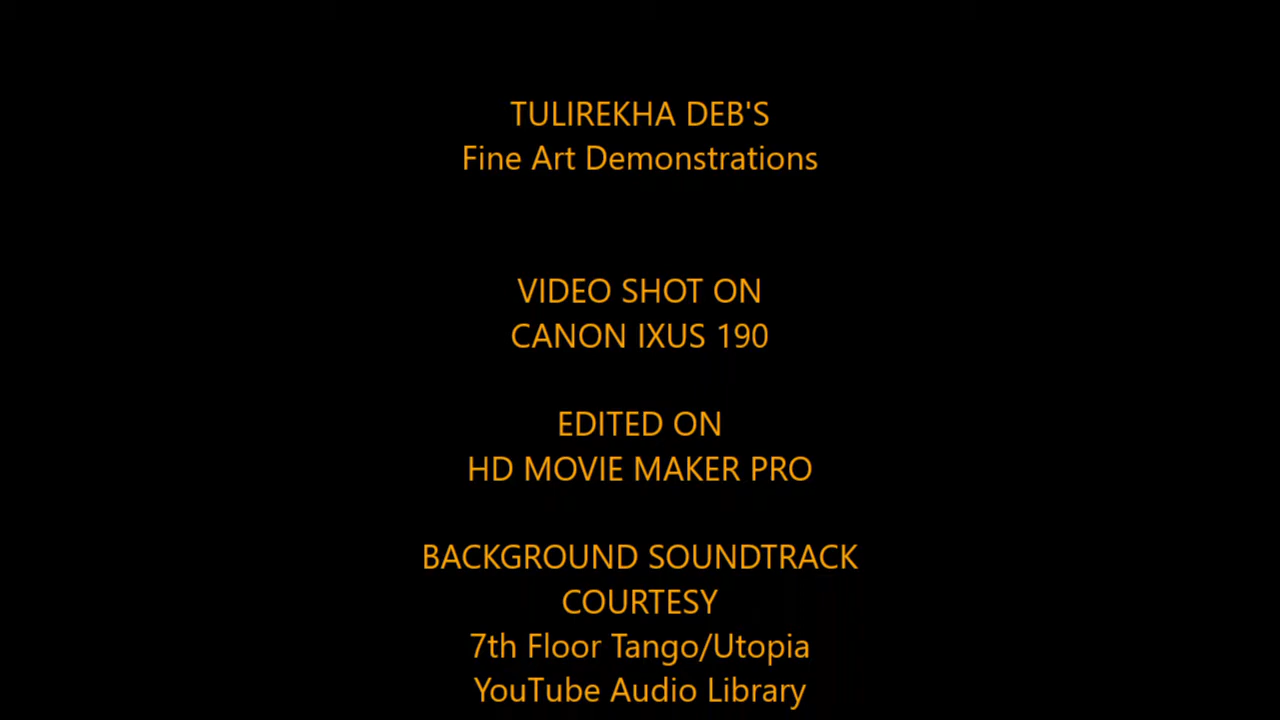 TULIREKHA DEB'S
Fine Art Demonstrations
VIDEO SHOT ON
CANON IXUS 190
EDITED ON
HD MOVIE MAKER PRO
BACKGROUND SOUNDTRACK
COURTESY
7th Floor Tango/Utopia
YouTube Audio Library